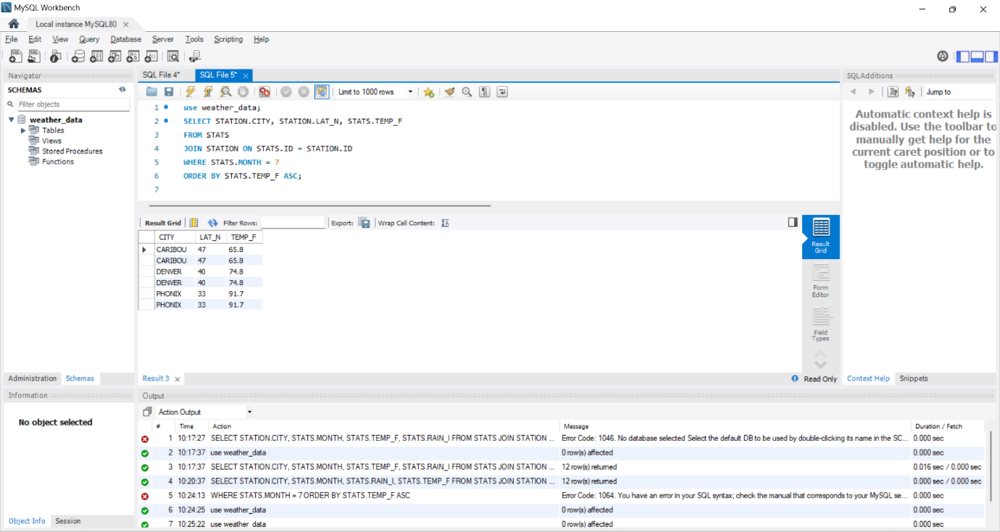 MySQL Workbench
Local instance MySQL80
File Edit View Query Database Server Tools Scripting Help
Navigator
SCHEMAS
Filter objects
weather_data
Tables
Views
Stored Procedures
Functions
Administration Schemas
Information
No object selected
Object Info Session
SQL File 4* SQL File 5*
Limit to 1000 rows
1 use weather_data;
2 SELECT STATION.CITY, STATION.LAT_N, STATS.TEMP_F
3 FROM STATS
4 JOIN STATION ON STATS.ID = STATION.ID
5 WHERE STATS.MONTH = 7
6 ORDER BY STATS.TEMP_F ASC;
7
Result Grid Filter Rows: Export: Wrap Cell Content:
CITY LAT_N TEMP_F
CARIBOU 47 65.8
CARIBOU 47 65.8
DENVER 40 74.8
DENVER 40 74.8
PHONIX 33 91.7
PHONIX 33 91.7
Result Grid
Form Editor
Field Types
Result 3
Read Only
SQLAdditions
Jump to
Automatic context help is
disabled. Use the toolbar to
manually get help for the
current caret position or to
toggle automatic help.
Context Help Snippets
Output
Action Output
# Time Action Message Duration / Fetch
1 10:17:27 SELECT STATION.CITY, STATS.MONTH, STATS.TEMP_F, STATS.RAIN_I FROM STATS JOIN STATION ... Error Code: 1046. No database selected Select the default DB to be used by double-clicking its name in the SC... 0.000 sec
2 10:17:37 use weather_data 0 row(s) affected 0.000 sec
3 10:17:37 SELECT STATION.CITY, STATS.MONTH, STATS.TEMP_F, STATS.RAIN_I FROM STATS JOIN STATION ... 12 row(s) returned 0.016 sec / 0.000 sec
4 10:20:37 SELECT STATION.CITY, STATS.MONTH, STATS.RAIN_I, STATS.TEMP_F FROM STATS JOIN STATION ... 12 row(s) returned 0.000 sec / 0.000 sec
5 10:24:13 WHERE STATS.MONTH = 7 ORDER BY STATS.TEMP_F ASC Error Code: 1064. You have an error in your SQL syntax; check the manual that corresponds to your MySQL se... 0.000 sec
6 10:24:25 use weather_data 0 row(s) affected 0.000 sec
7 10:25:22 use weather_data 0 row(s) affected 0.000 sec